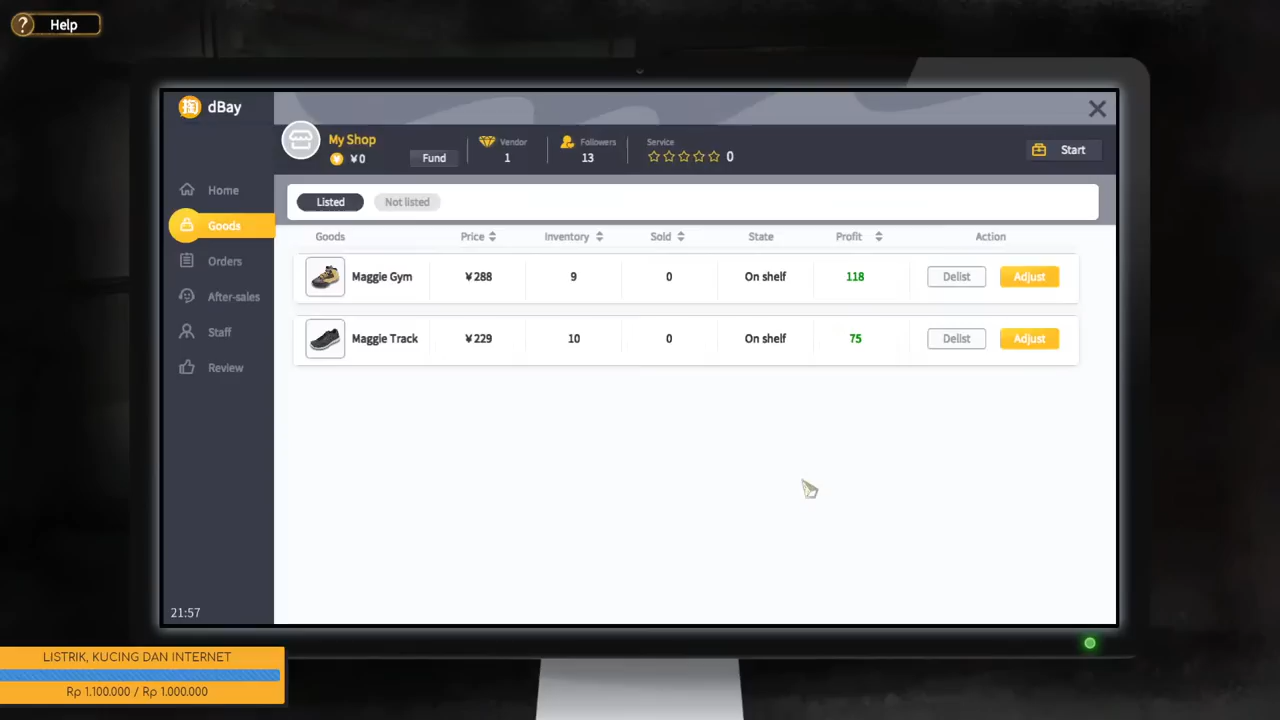 ? Help
掏 dBay
My Shop
¥0
Fund
Vendor
1
Followers
13
Service
0
Start
Home
Goods
Orders
After-sales
Staff
Review
21:57
Listed
Not listed
Goods Price Inventory Sold State Profit Action
Maggie Gym ¥288 9 0 On shelf 118 Delist Adjust
Maggie Track ¥229 10 0 On shelf 75 Delist Adjust
LISTRIK, KUCING DAN INTERNET
Rp 1.100.000 / Rp 1.000.000